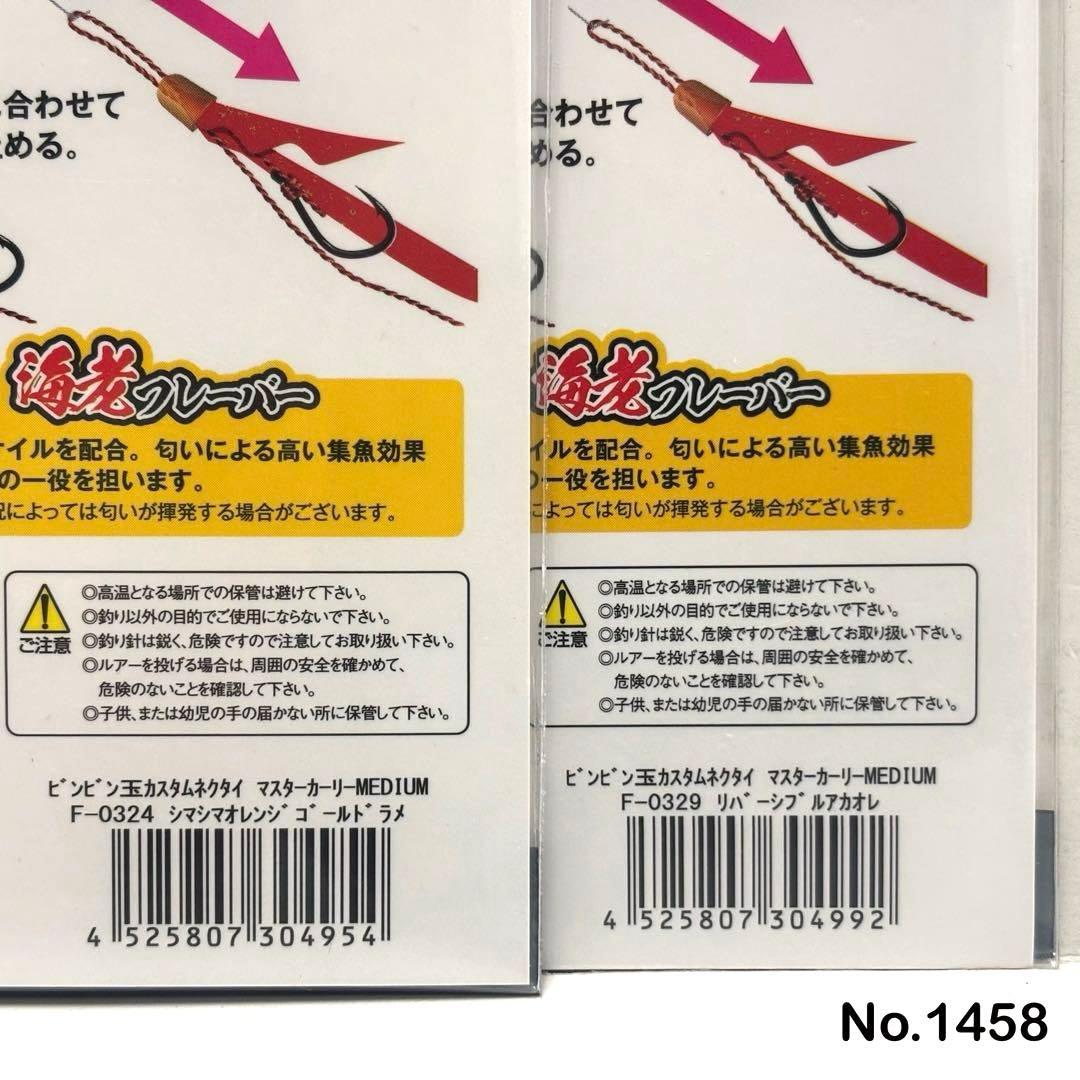 合わせて
める。
海老フレーバー
イルを配合。匂いによる高い集魚効果
の一役を担います。
によっては匂いが揮発する場合がございます。
ご注意
◎高温となる場所での保管は避けて下さい。
◎釣り以外の目的でご使用にならないで下さい。
◎釣り針は鋭く、危険ですので注意してお取り扱い下さい。
◎ルアーを投げる場合は、周囲の安全を確かめて、
危険のないことを確認して下さい。
◎子供、または幼児の手の届かない所に保管して下さい。
ﾋﾞﾝﾋﾞﾝ玉ｶｽﾀﾑﾈｸﾀｲ ﾏｽﾀｰｶｰﾘｰMEDIUM
F-0324 ｼﾏｼﾏｵﾚﾝｼﾞｺﾞｰﾙﾄﾞﾗﾒ
4 525807 304954
合わせて
める。
海老フレーバー
イルを配合。匂いによる高い集魚効果
一役を担います。
よっては匂いが揮発する場合がございます。
ご注意
◎高温となる場所での保管は避けて下さい。
◎釣り以外の目的でご使用にならないで下さい。
◎釣り針は鋭く、危険ですので注意してお取り扱い下さい。
◎ルアーを投げる場合は、周囲の安全を確かめて、
危険のないことを確認して下さい。
◎子供、または幼児の手の届かない所に保管して下さい。
ﾋﾞﾝﾋﾞﾝ玉ｶｽﾀﾑﾈｸﾀｲ ﾏｽﾀｰｶｰﾘｰMEDIUM
F-0329 ﾘﾊﾞｰｼﾌﾞﾙｱｶｵﾚ
4 525807 304992
No.1458